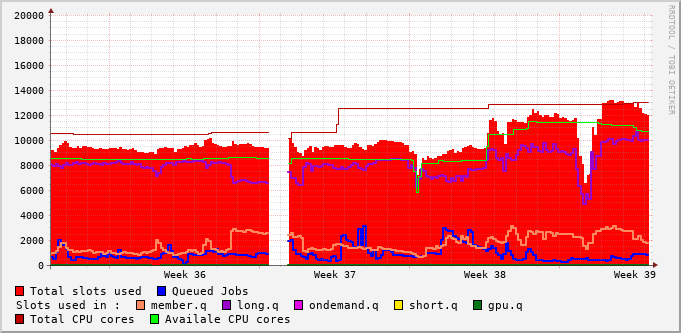 20000
18000
16000
14000
12000
10000
8000
6000
4000
2000
0
Week 36 Week 37 Week 38 Week 39
RRDTOOL / TOBI OETIKER
Total slots used Queued Jobs
Slots used in : member.q long.q ondemand.q short.q gpu.q
Total CPU cores Availale CPU cores